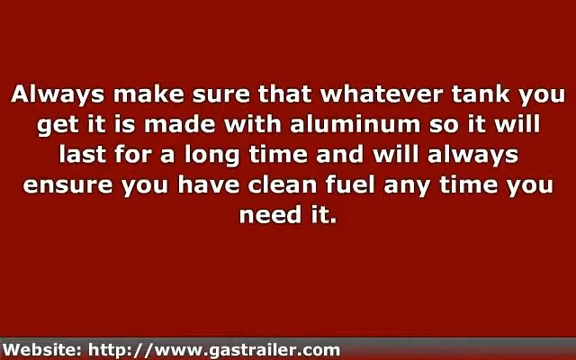 Always make sure that whatever tank you
get it is made with aluminum so it will
last for a long time and will always
ensure you have clean fuel any time you
need it.
Website: http://www.gastrailer.com